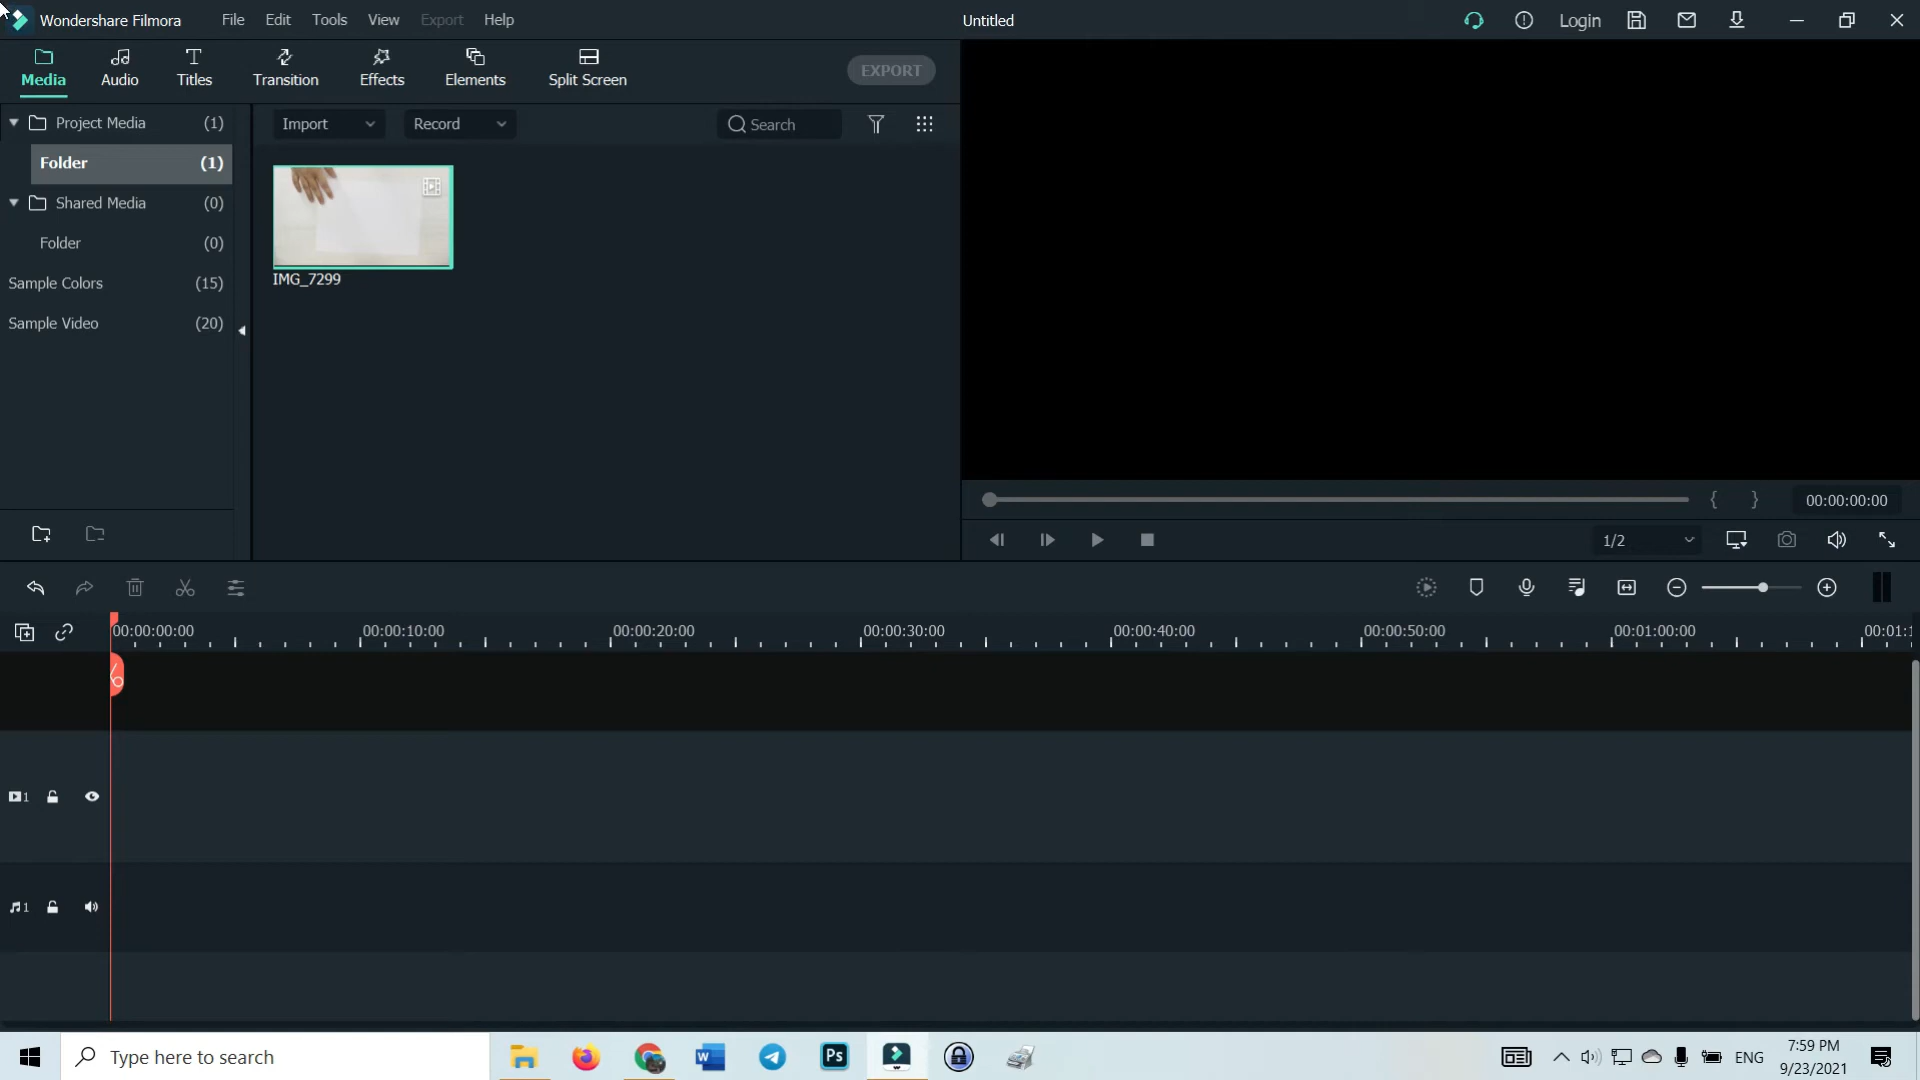 Wondershare Filmora File Edit Tools View Export Help Untitled Login
Media Audio Titles Transition Effects Elements Split Screen EXPORT
Project Media (1)
Folder (1)
Shared Media (0)
Folder (0)
Sample Colors (15)
Sample Video (20)
Import Record Search
IMG_7299
00:00:00:00
1/2
00:00:00:00 00:00:10:00 00:00:20:00 00:00:30:00 00:00:40:00 00:00:50:00 00:01:00:00 00:01:1
1
1
Type here to search
W
Ps
ENG
7:59 PM
9/23/2021